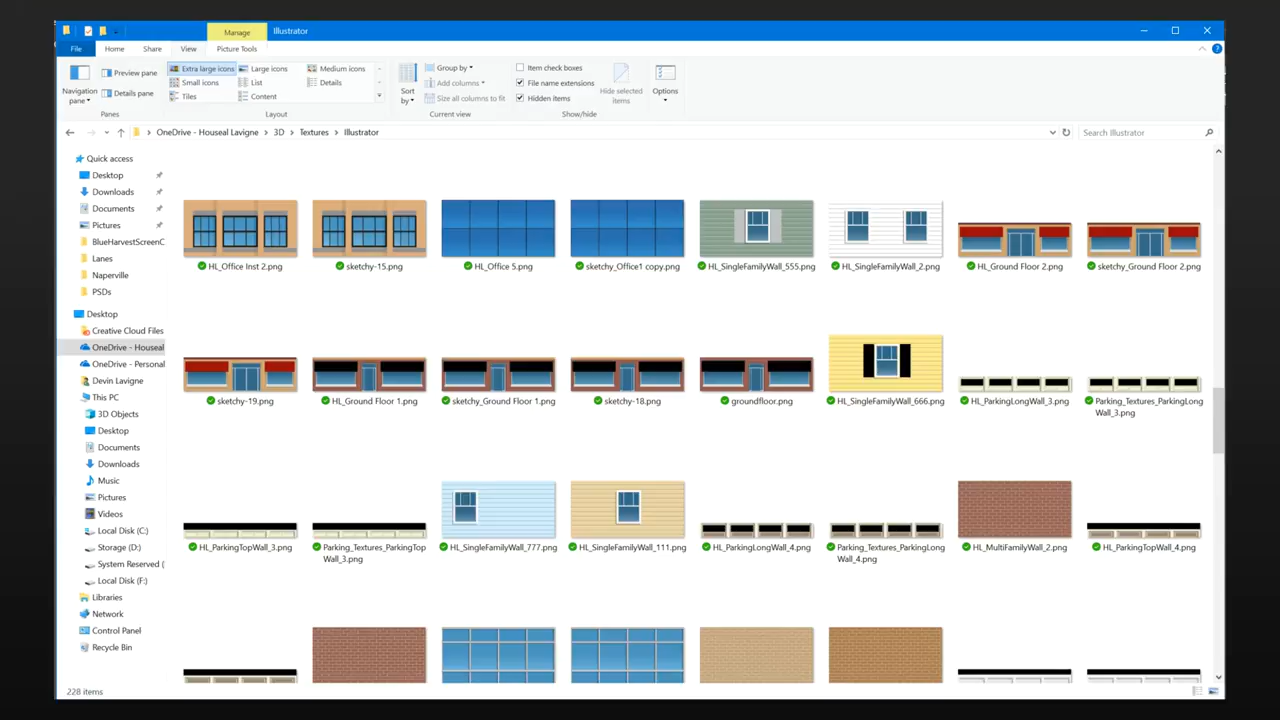 Manage
Illustrator
File
Home
Share
View
Picture Tools
Navigation pane
Preview pane
Details pane
Extra large icons
Large icons
Medium icons
Small icons
List
Details
Tiles
Content
Sort by
Group by
Add columns
Size all columns to fit
Item check boxes
File name extensions
Hidden items
Hide selected items
Options
Panes
Layout
Current view
Show/hide
OneDrive - Houseal Lavigne > 3D > Textures > Illustrator
Search Illustrator
Quick access
Desktop
Downloads
Documents
Pictures
BlueHarvestScreenC
Lanes
Naperville
PSDs
Desktop
Creative Cloud Files
OneDrive - Houseal
OneDrive - Personal
Devin Lavigne
This PC
3D Objects
Desktop
Documents
Downloads
Music
Pictures
Videos
Local Disk (C:)
Storage (D:)
System Reserved (
Local Disk (F:)
Libraries
Network
Control Panel
Recycle Bin
HL_Office Inst 2.png
sketchy-15.png
HL_Office 5.png
sketchy_Office1 copy.png
HL_SingleFamilyWall_555.png
HL_SingleFamilyWall_2.png
HL_Ground Floor 2.png
sketchy_Ground Floor 2.png
sketchy-19.png
HL_Ground Floor 1.png
sketchy_Ground Floor 1.png
sketchy-18.png
groundfloor.png
HL_SingleFamilyWall_666.png
HL_ParkingLongWall_3.png
Parking_Textures_ParkingLong
Wall_3.png
HL_ParkingTopWall_3.png
Parking_Textures_ParkingTop
Wall_3.png
HL_SingleFamilyWall_777.png
HL_SingleFamilyWall_111.png
HL_ParkingLongWall_4.png
Parking_Textures_ParkingLong
Wall_4.png
HL_MultiFamilyWall_2.png
HL_ParkingTopWall_4.png
228 items